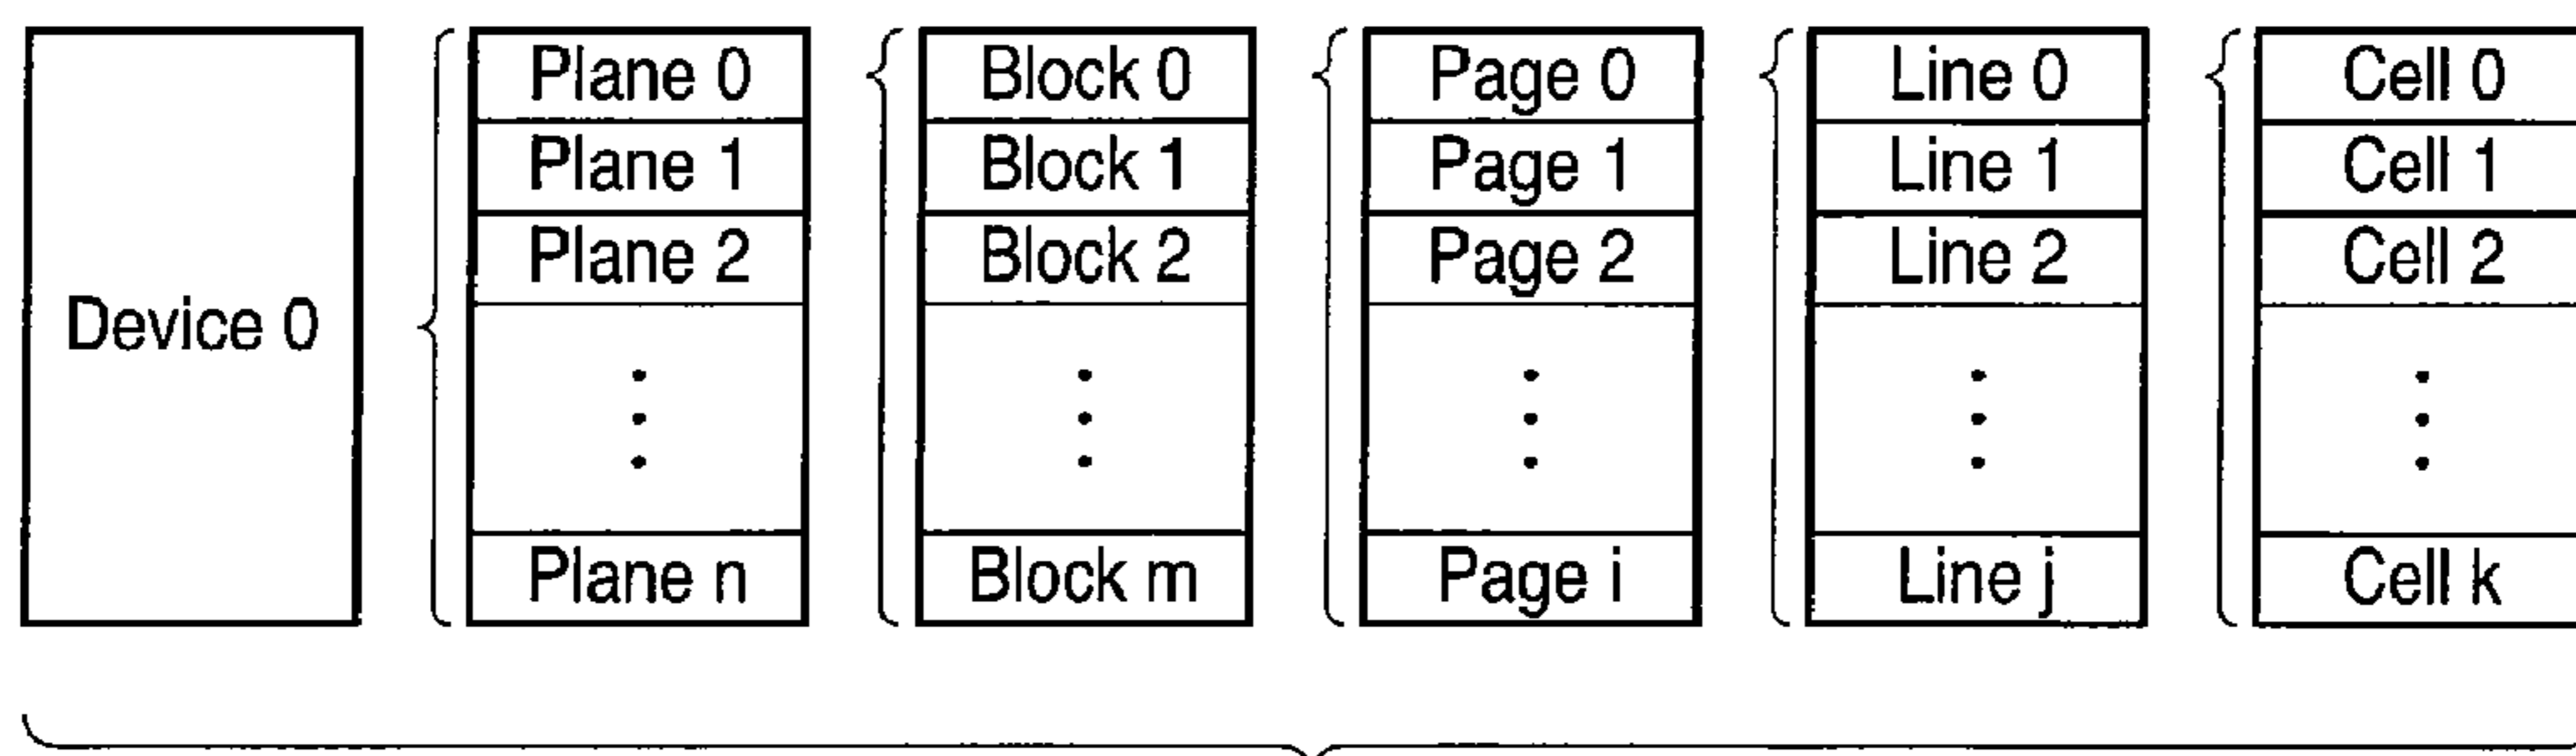 Device 0
Plane 0
Plane 1
Plane 2
Plane n
Block 0
Block 1
Block 2
Block m
Page 0
Page 1
Page 2
Page i
Line 0
Line 1
Line 2
Line j
Cell 0
Cell 1
Cell 2
Cell k